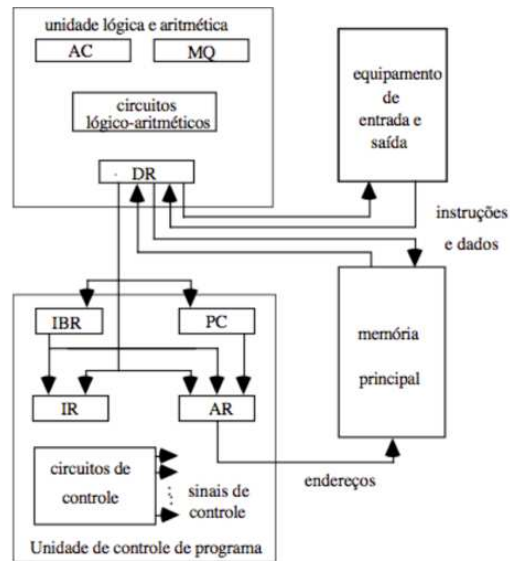 unidade lógica e aritmética
AC
MQ
circuitos
lógico-aritméticos
DR
equipamento
de
entrada e
saída
instruções
e dados
IBR
PC
IR
AR
memória
principal
circuitos de
controle
sinais de
controle
endereços
Unidade de controle de programa